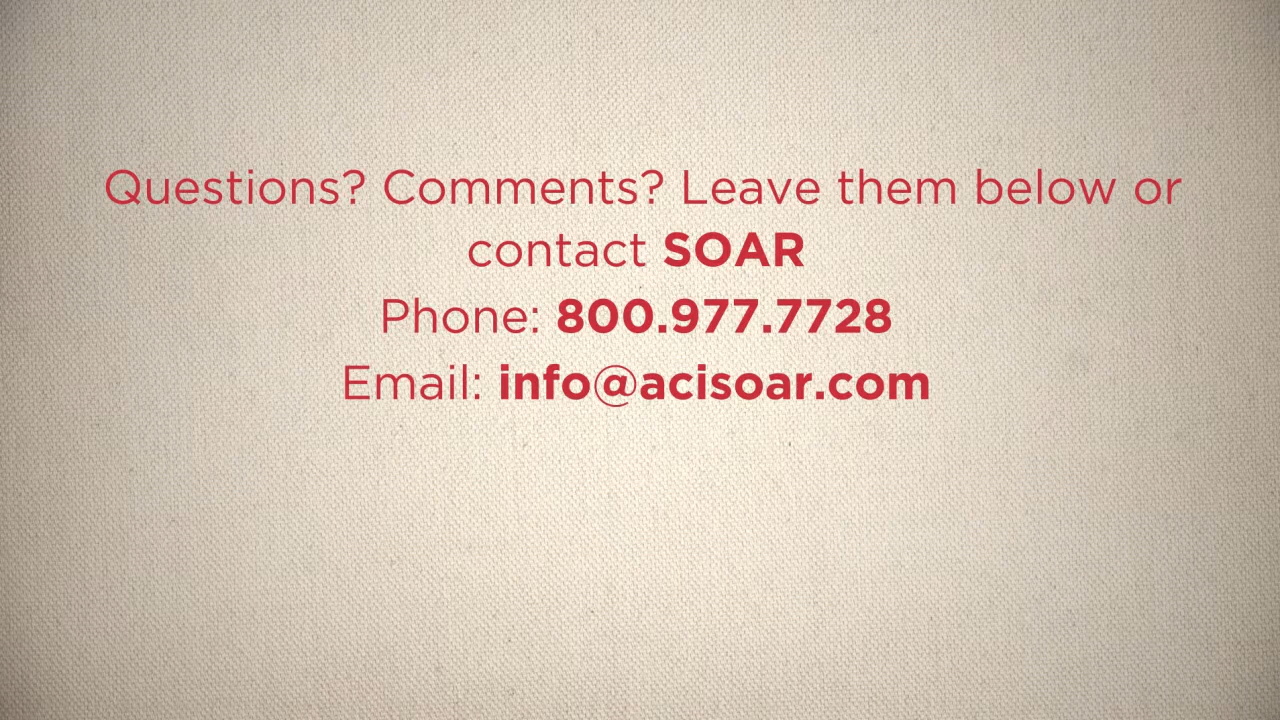 Questions? Comments? Leave them below or
contact SOAR
Phone: 800.977.7728
Email: info@acisoar.com